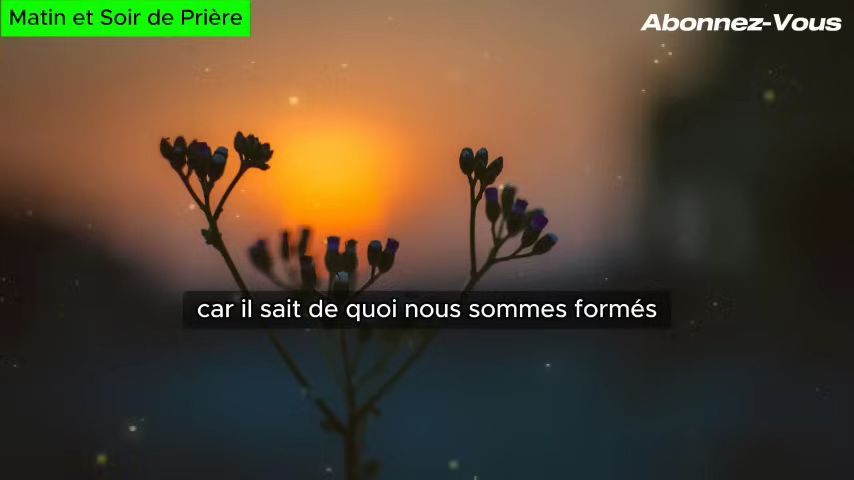 Matin et Soir de Prière
Abonnez-Vous
car il sait de quoi nous sommes formés